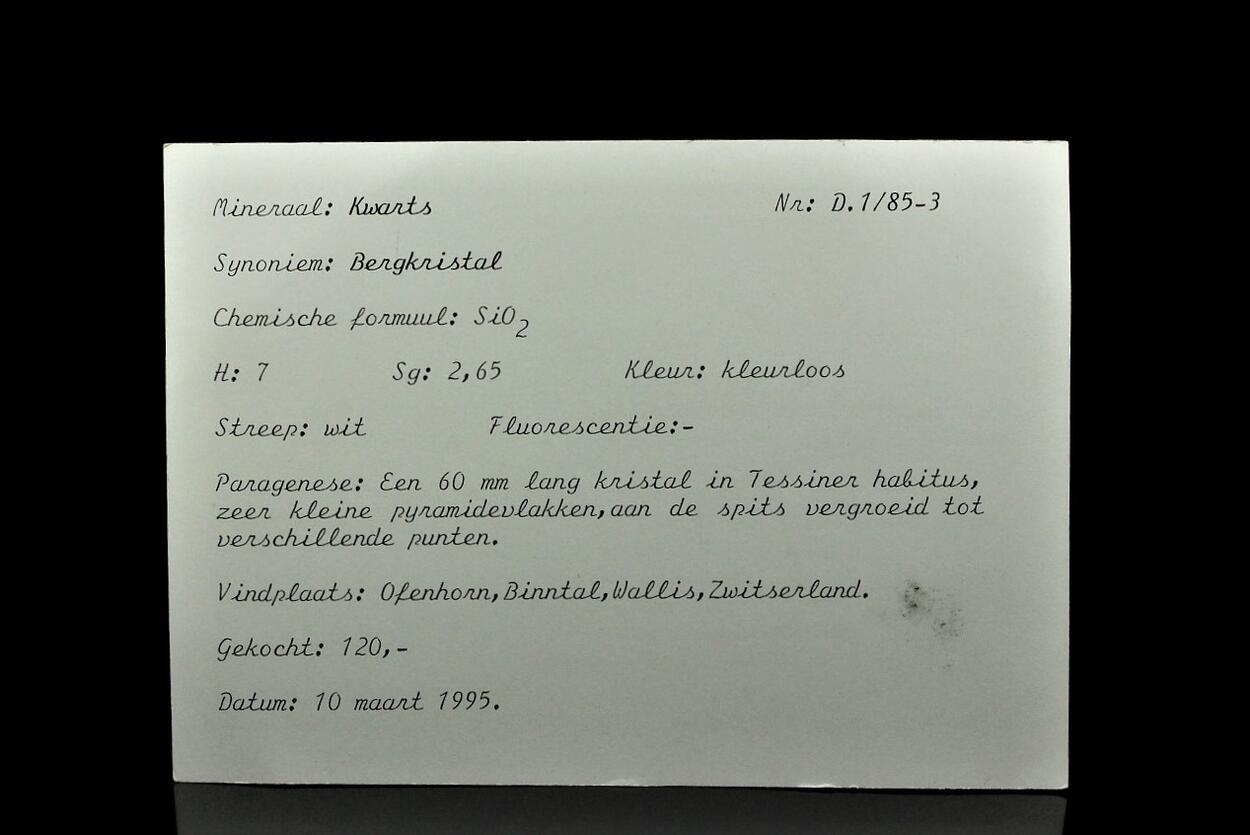 Mineraal: Kwarts Nr: D.1/85-3
Synoniem: Bergkristal
Chemische formuul: SiO₂
H: 7 Sg: 2,65 Kleur: kleurloos
Streep: wit Fluorescentie:-
Paragenese: Een 60 mm lang kristal in Tessiner habitus,
zeer kleine pyramidevlakken,aan de spits vergroeid tot
verschillende punten.
Vindplaats: Ofenhorn,Binntal,Wallis,Zwitserland.
Gekocht: 120,-
Datum: 10 maart 1995.